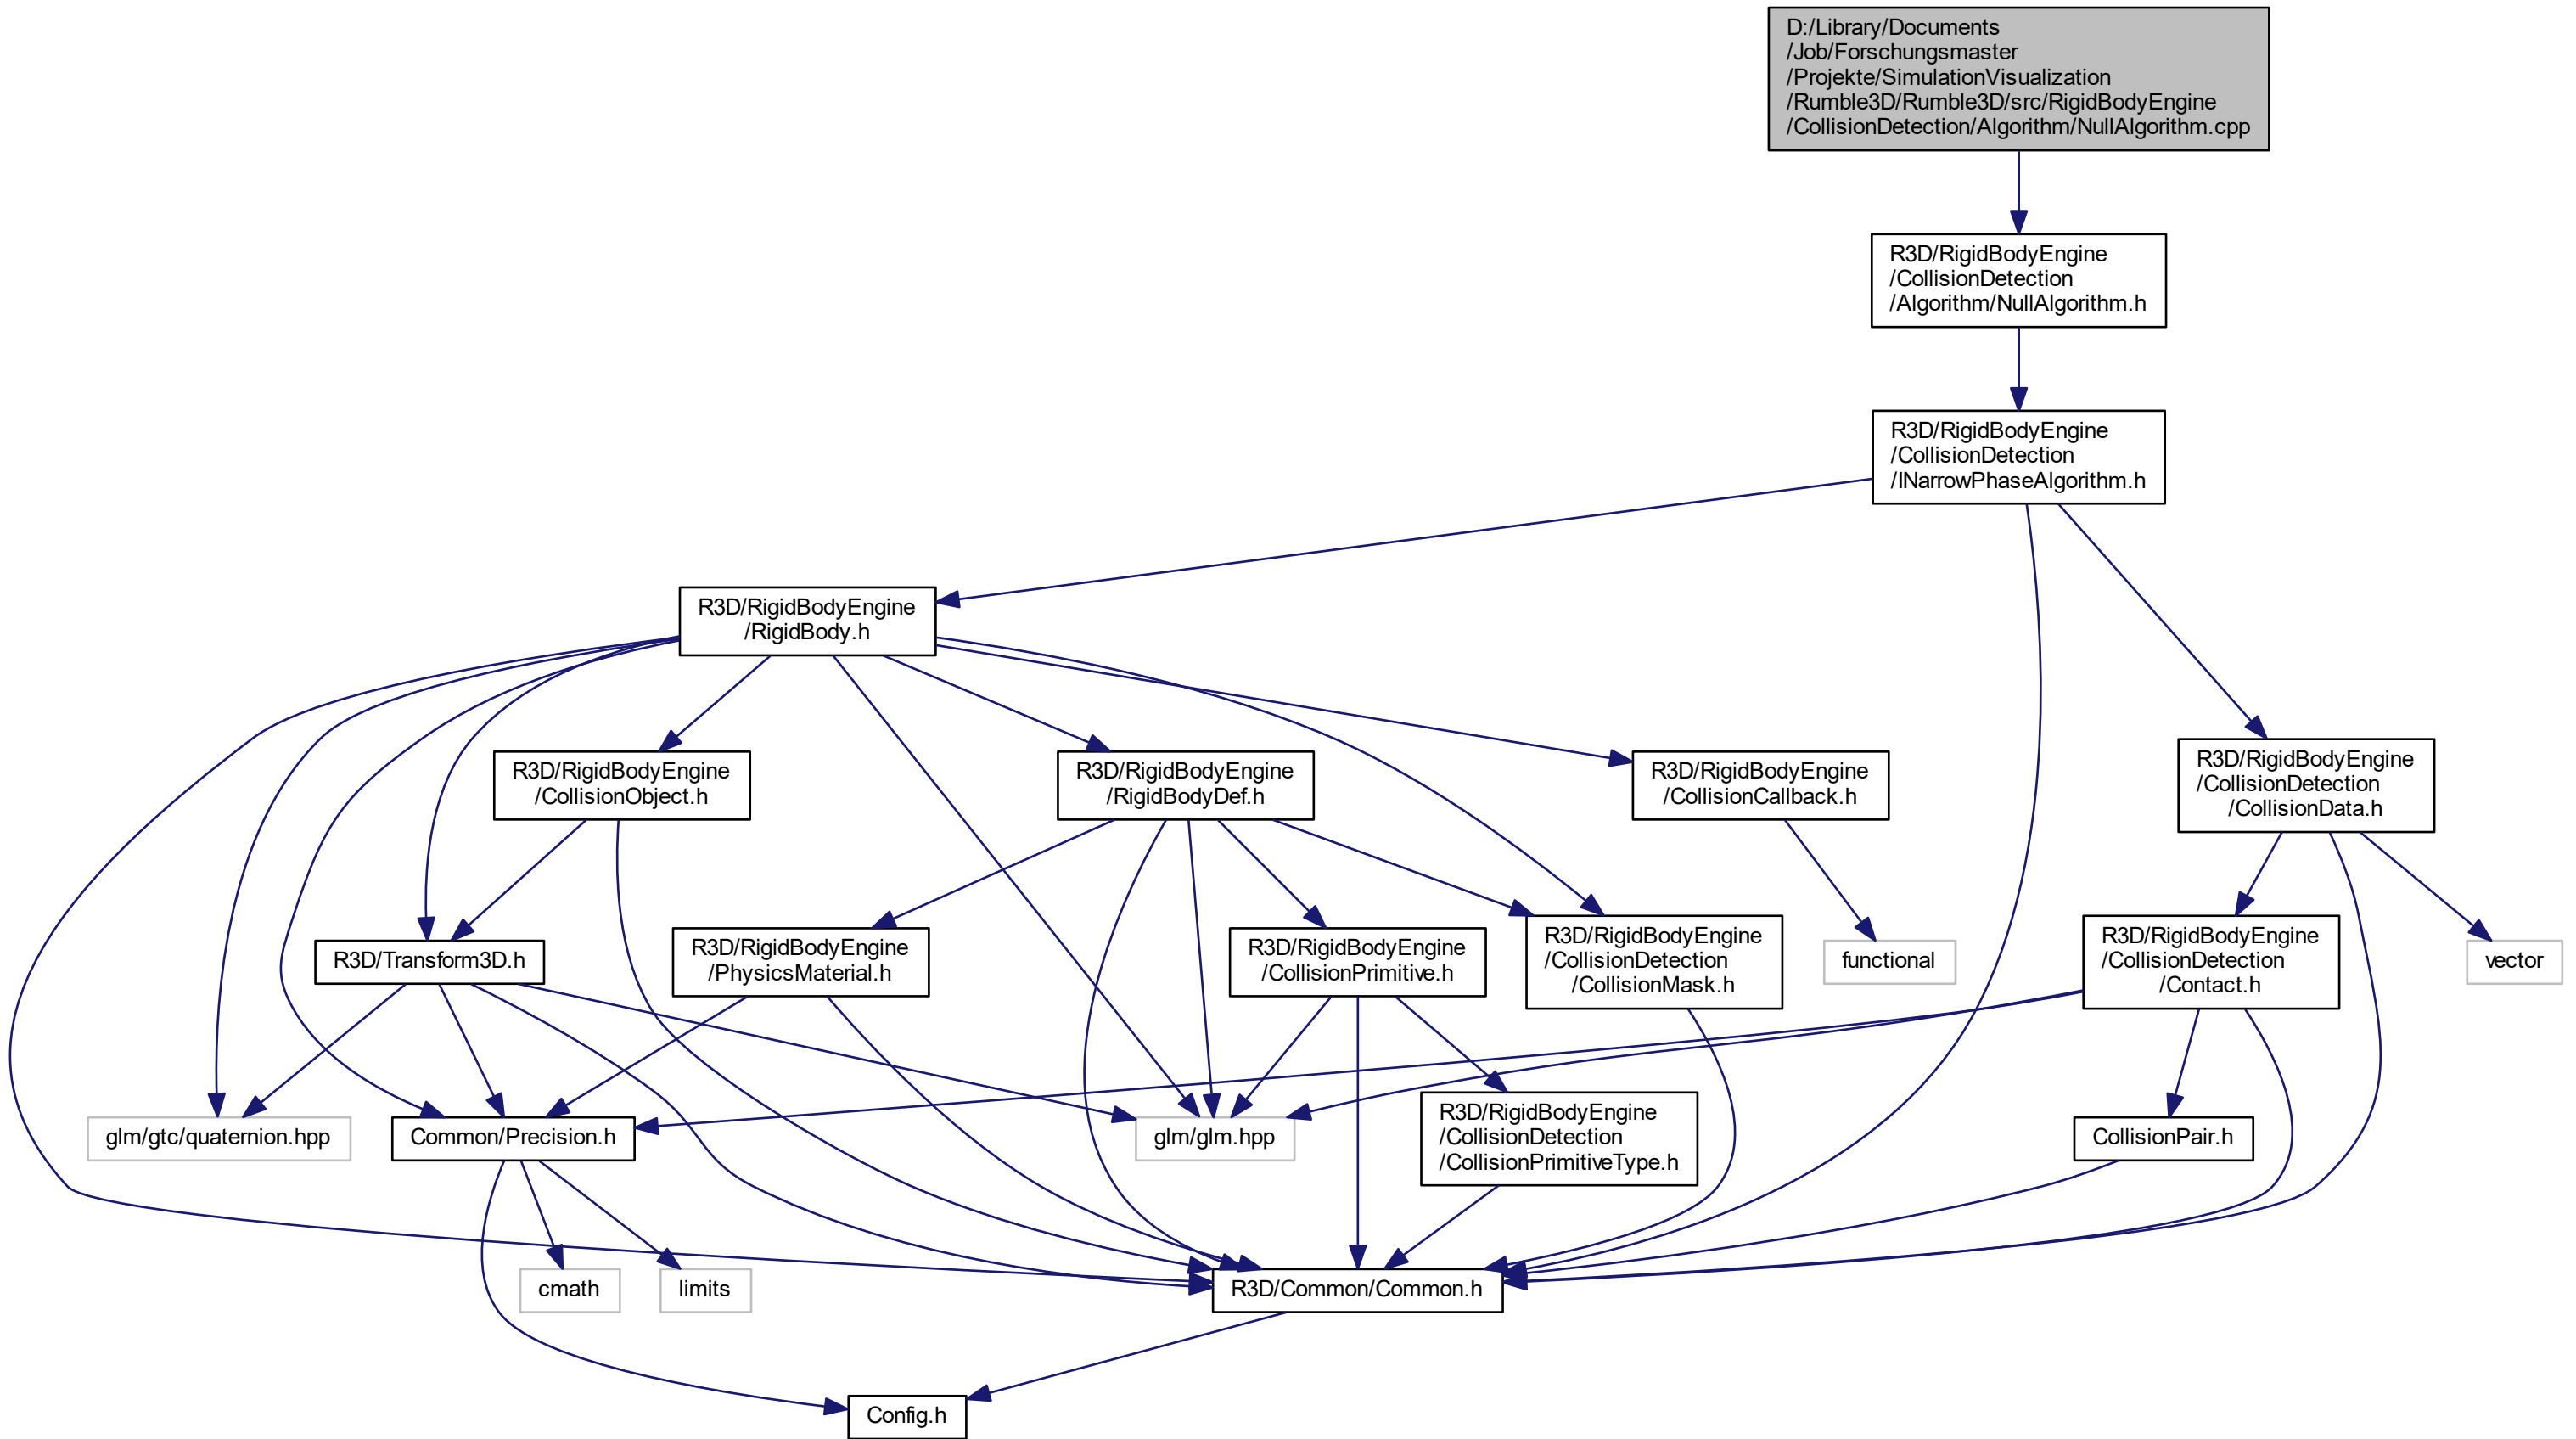 D:/Library/Documents
/Job/Forschungsmaster
/Projekte/SimulationVisualization
/Rumble3D/Rumble3D/src/RigidBodyEngine
/CollisionDetection/Algorithm/NullAlgorithm.cpp
R3D/RigidBodyEngine
/CollisionDetection
/Algorithm/NullAlgorithm.h
R3D/RigidBodyEngine
/CollisionDetection
/INarrowPhaseAlgorithm.h
R3D/RigidBodyEngine
/RigidBody.h
R3D/RigidBodyEngine
/CollisionObject.h
R3D/RigidBodyEngine
/RigidBodyDef.h
R3D/RigidBodyEngine
/CollisionCallback.h
R3D/RigidBodyEngine
/CollisionDetection
/CollisionData.h
R3D/Transform3D.h
R3D/RigidBodyEngine
/PhysicsMaterial.h
R3D/RigidBodyEngine
/CollisionPrimitive.h
R3D/RigidBodyEngine
/CollisionDetection
/CollisionMask.h
functional
R3D/RigidBodyEngine
/CollisionDetection
/Contact.h
vector
glm/gtc/quaternion.hpp
Common/Precision.h
glm/glm.hpp
R3D/RigidBodyEngine
/CollisionDetection
/CollisionPrimitiveType.h
CollisionPair.h
cmath
limits
R3D/Common/Common.h
Config.h